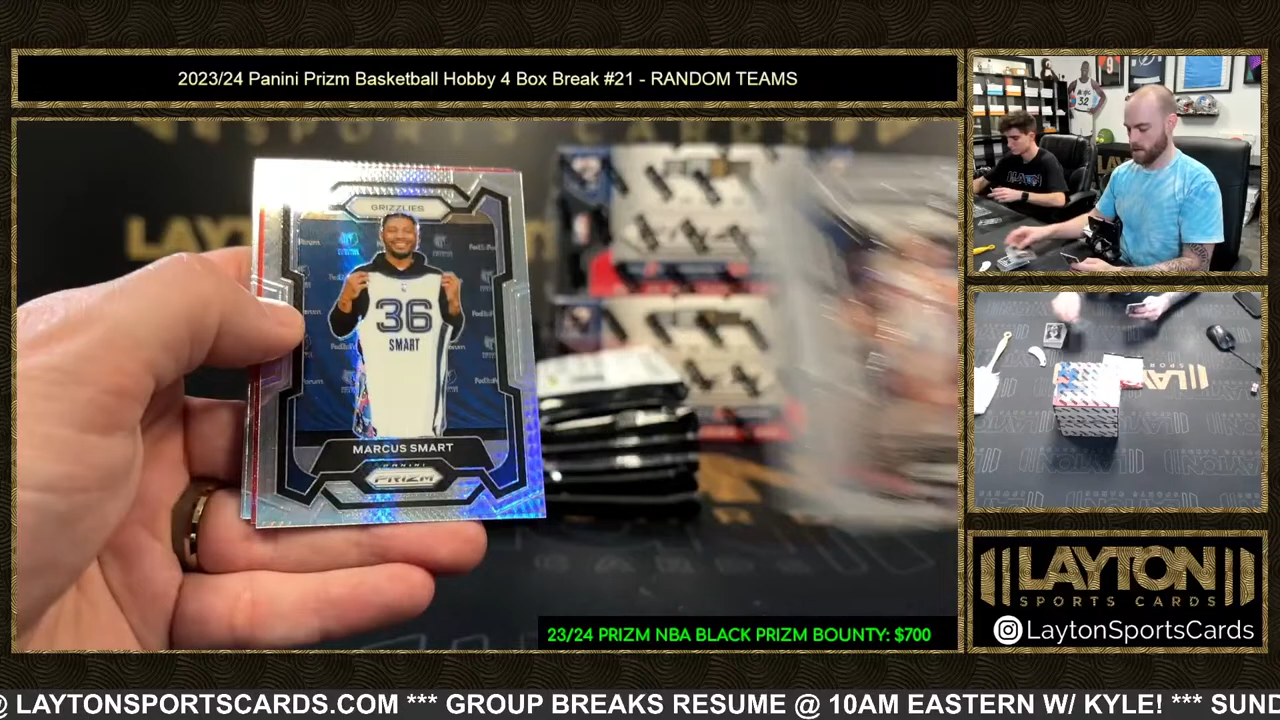 2023/24 Panini Prizm Basketball Hobby 4 Box Break #21 - RANDOM TEAMS
GRIZZLIES
36
SMART
MARCUS SMART
PANINI
PRIZM
23/24 PRIZM NBA BLACK PRIZM BOUNTY: $700
LAYTON
SPORTS CARDS
LaytonSportsCards
@ LAYTONSPORTSCARDS.COM *** GROUP BREAKS RESUME @ 10AM EASTERN W/ KYLE! *** SUND